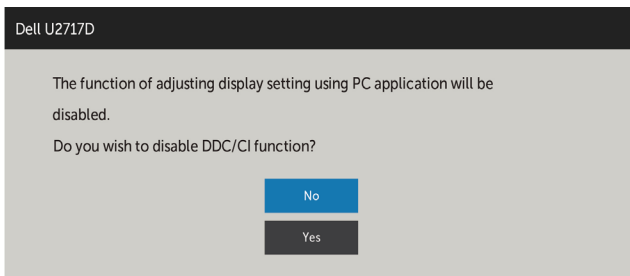 Dell U2717D
The function of adjusting display setting using PC application will be
disabled.
Do you wish to disable DDC/CI function?
No
Yes